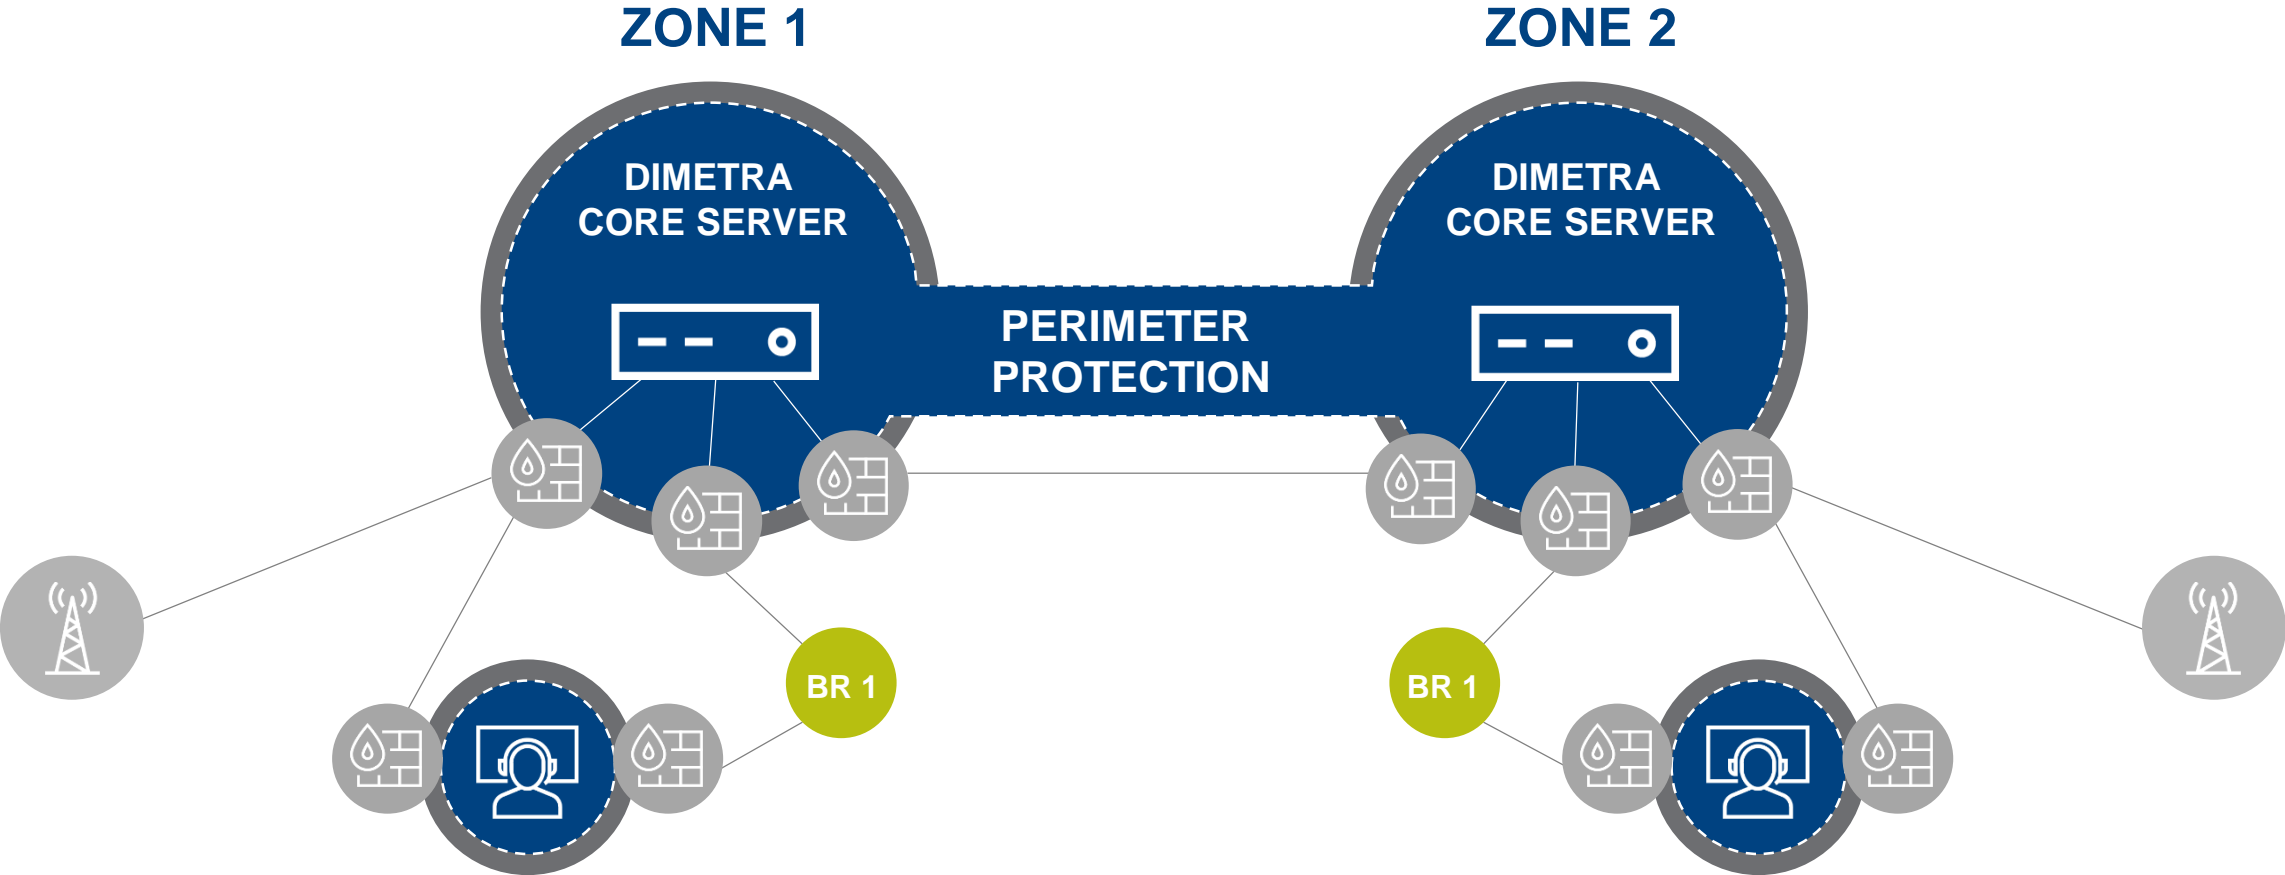 ZONE 1
ZONE 2
DIMETRA
CORE SERVER
DIMETRA
CORE SERVER
PERIMETER
PROTECTION
BR 1
BR 1